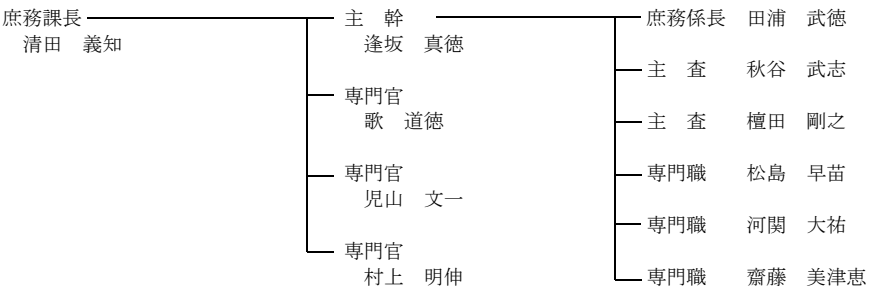 庶務課長
清田　義知
主　幹
逢坂　真徳
専門官
歌　道徳
専門官
児山　文一
専門官
村上　明伸
庶務係長　田浦　武徳
主　査　秋谷　武志
主　査　檀田　剛之
専門職　松島　早苗
専門職　河関　大祐
専門職　齋藤　美津恵